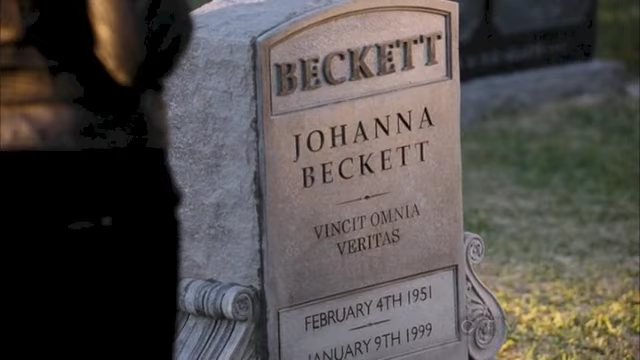 BECKETT
JOHANNA
BECKETT
VINCIT OMNIA
VERITAS
FEBRUARY 4TH 1951
JANUARY 9TH 1999